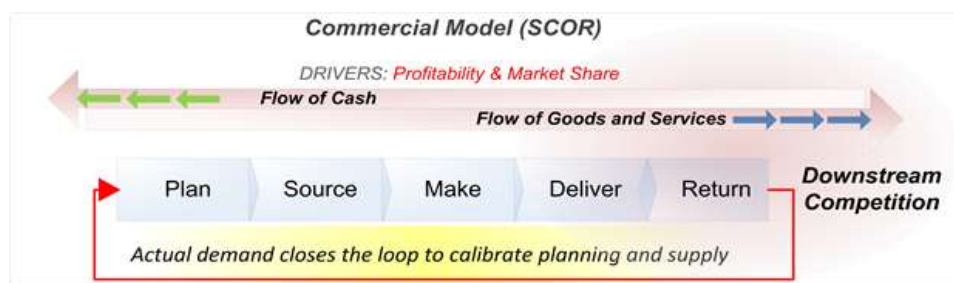 Commercial Model (SCOR)
DRIVERS: Profitability & Market Share
Flow of Cash
Flow of Goods and Services
Plan
Source
Make
Deliver
Return
Downstream
Competition
Actual demand closes the loop to calibrate planning and supply